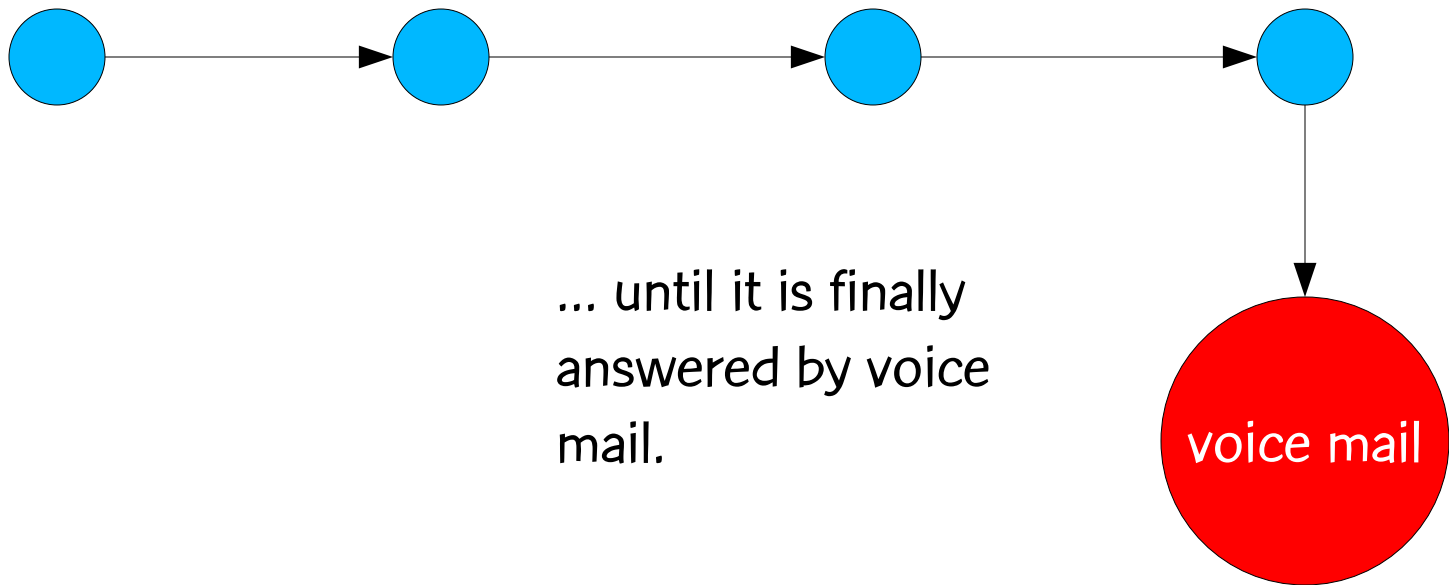 ... until it is finally
answered by voice
mail.
voice mail